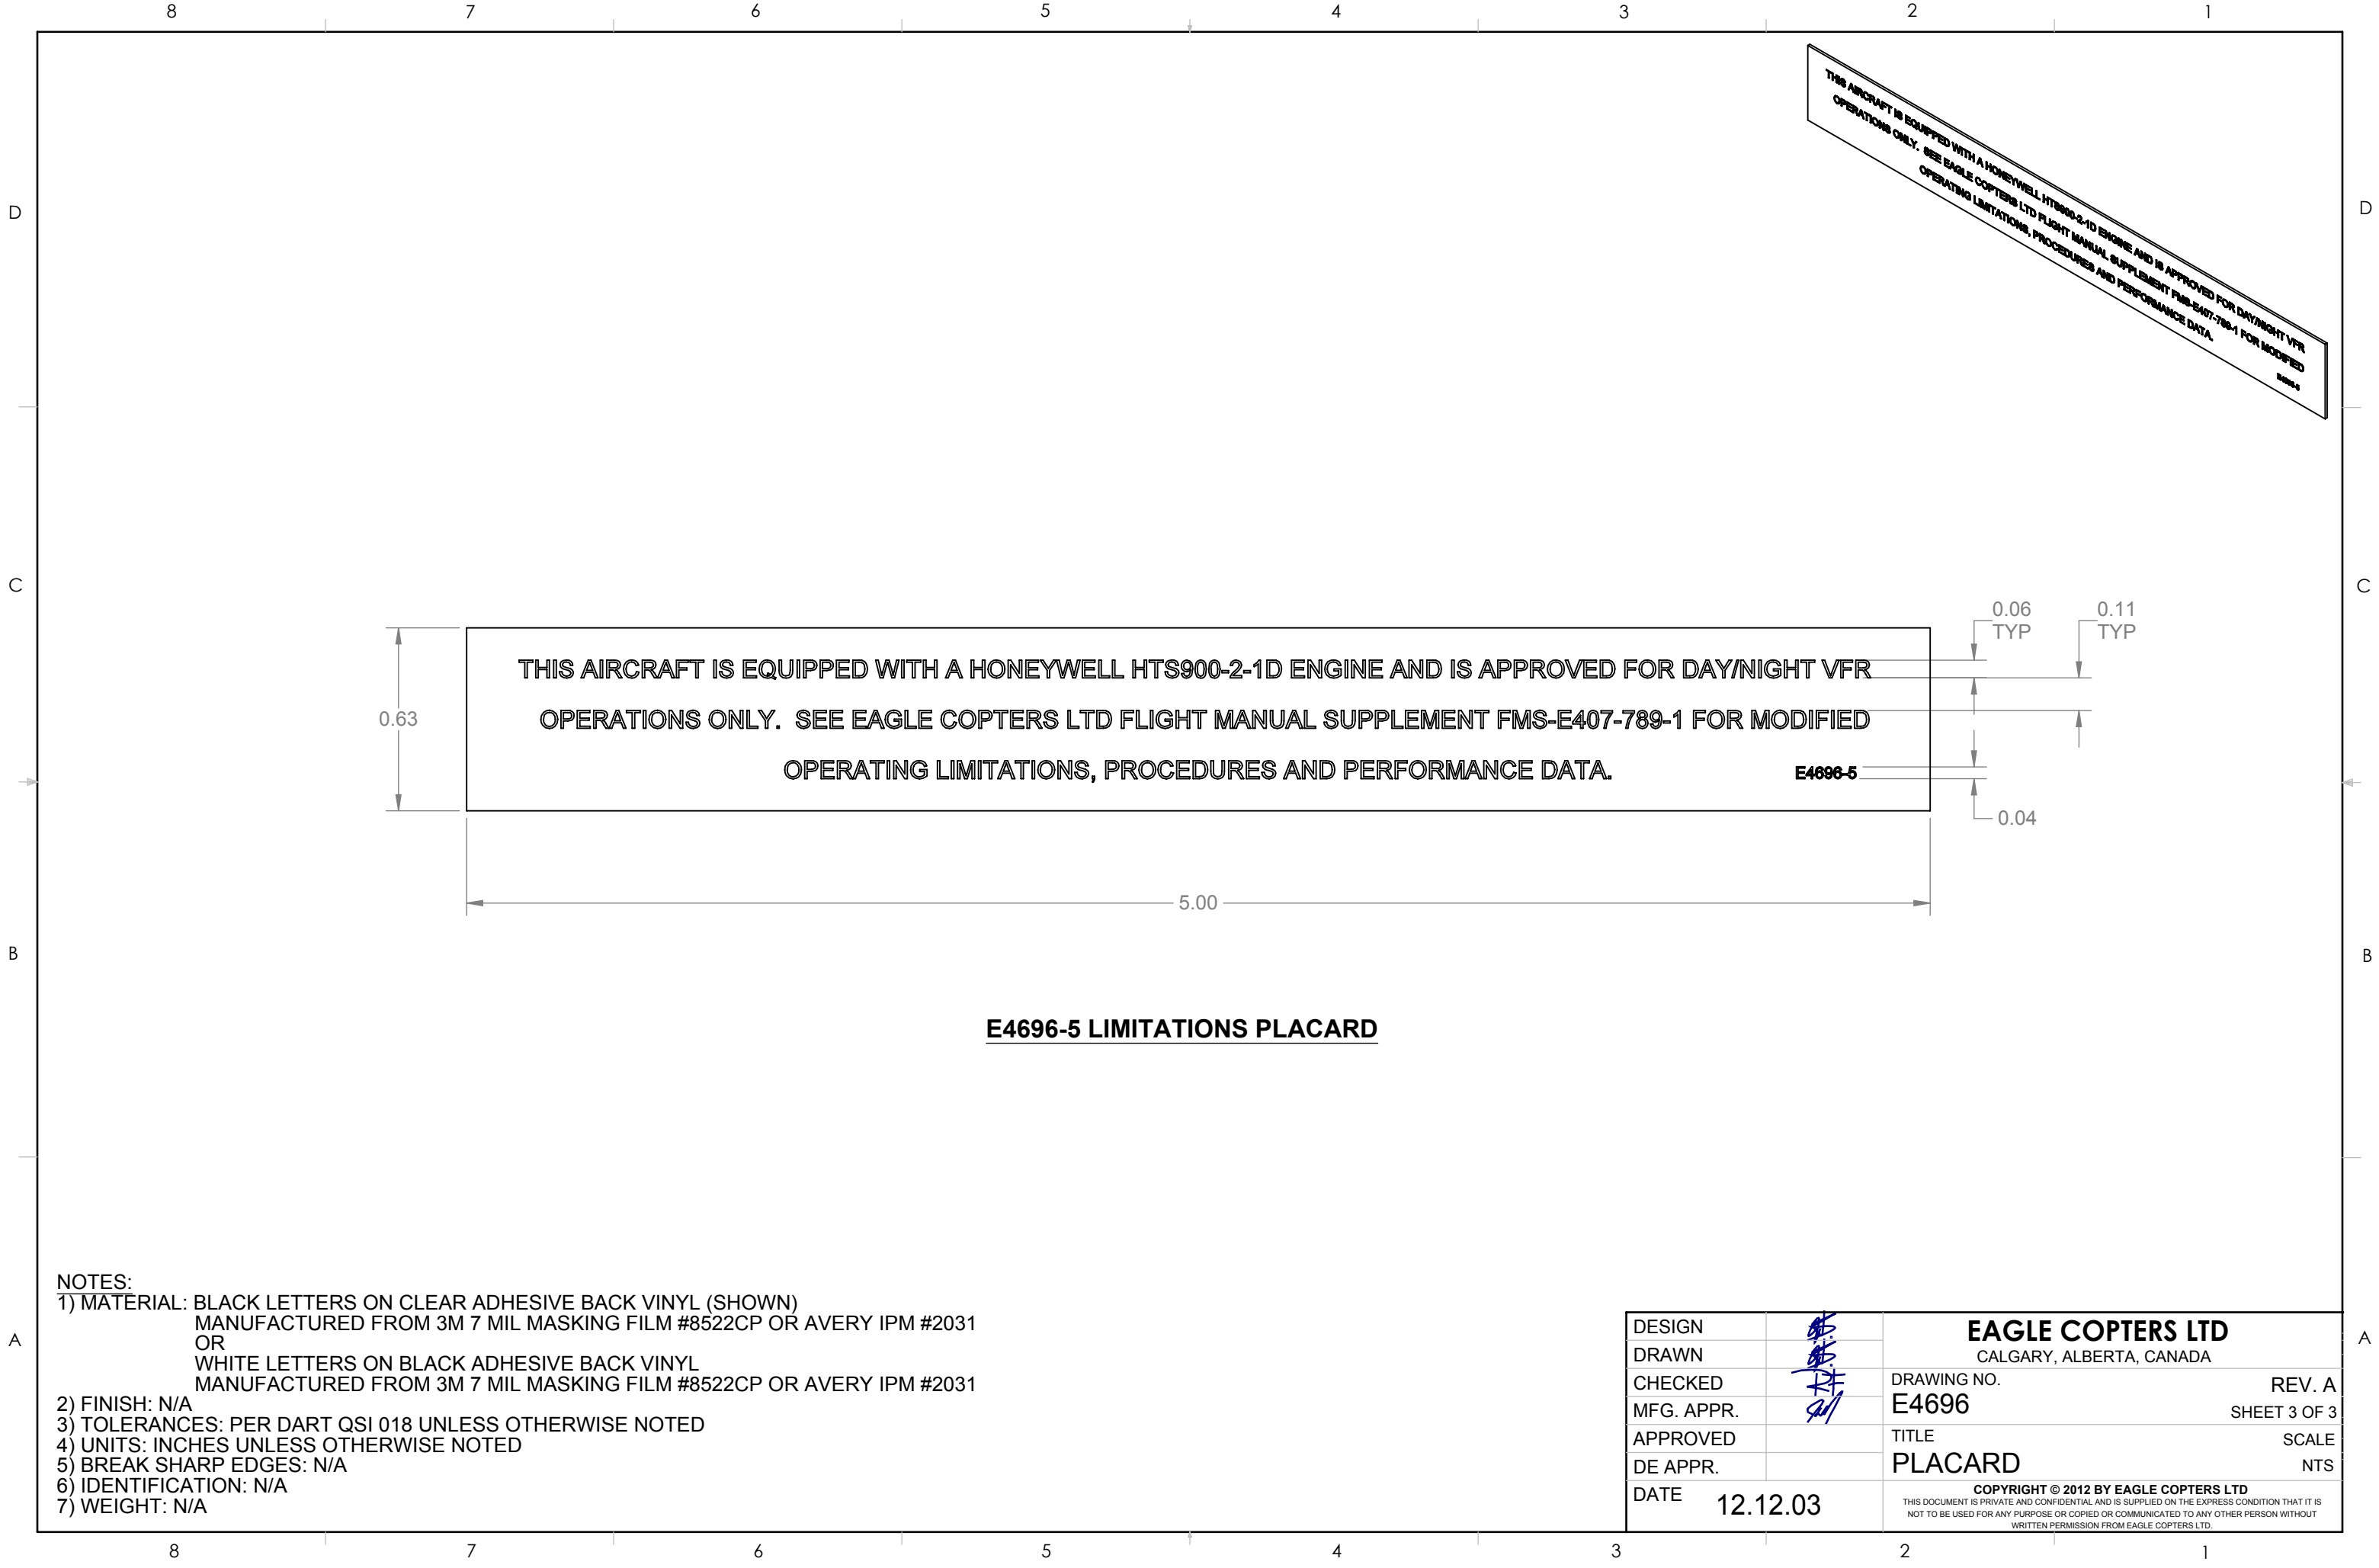 8 7 6 5 4 3 2 1
THIS AIRCRAFT IS EQUIPPED WITH A HONEYWELL HTS900-2-1D ENGINE AND IS APPROVED FOR DAY/NIGHT VFR
OPERATIONS ONLY. SEE EAGLE COPTERS LTD FLIGHT MANUAL SUPPLEMENT FMS-E407-789-1 FOR MODIFIED
OPERATING LIMITATIONS, PROCEDURES AND PERFORMANCE DATA.
E4696-5
D D
C C
0.06 TYP
0.11 TYP
0.63
THIS AIRCRAFT IS EQUIPPED WITH A HONEYWELL HTS900-2-1D ENGINE AND IS APPROVED FOR DAY/NIGHT VFR
OPERATIONS ONLY. SEE EAGLE COPTERS LTD FLIGHT MANUAL SUPPLEMENT FMS-E407-789-1 FOR MODIFIED
OPERATING LIMITATIONS, PROCEDURES AND PERFORMANCE DATA.
E4696-5
0.04
5.00
B B
E4696-5 LIMITATIONS PLACARD
NOTES:
1) MATERIAL: BLACK LETTERS ON CLEAR ADHESIVE BACK VINYL (SHOWN)
MANUFACTURED FROM 3M 7 MIL MASKING FILM #8522CP OR AVERY IPM #2031
OR
WHITE LETTERS ON BLACK ADHESIVE BACK VINYL
MANUFACTURED FROM 3M 7 MIL MASKING FILM #8522CP OR AVERY IPM #2031
2) FINISH: N/A
3) TOLERANCES: PER DART QSI 018 UNLESS OTHERWISE NOTED
4) UNITS: INCHES UNLESS OTHERWISE NOTED
5) BREAK SHARP EDGES: N/A
6) IDENTIFICATION: N/A
7) WEIGHT: N/A
A A
DESIGN
DRAWN
CHECKED
MFG. APPR.
APPROVED
DE APPR.
DATE 12.12.03
EAGLE COPTERS LTD
CALGARY, ALBERTA, CANADA
DRAWING NO.
E4696
REV. A
SHEET 3 OF 3
TITLE
PLACARD
SCALE
NTS
COPYRIGHT © 2012 BY EAGLE COPTERS LTD
THIS DOCUMENT IS PRIVATE AND CONFIDENTIAL AND IS SUPPLIED ON THE EXPRESS CONDITION THAT IT IS
NOT TO BE USED FOR ANY PURPOSE OR COPIED OR COMMUNICATED TO ANY OTHER PERSON WITHOUT
WRITTEN PERMISSION FROM EAGLE COPTERS LTD.
8 7 6 5 4 3 2 1